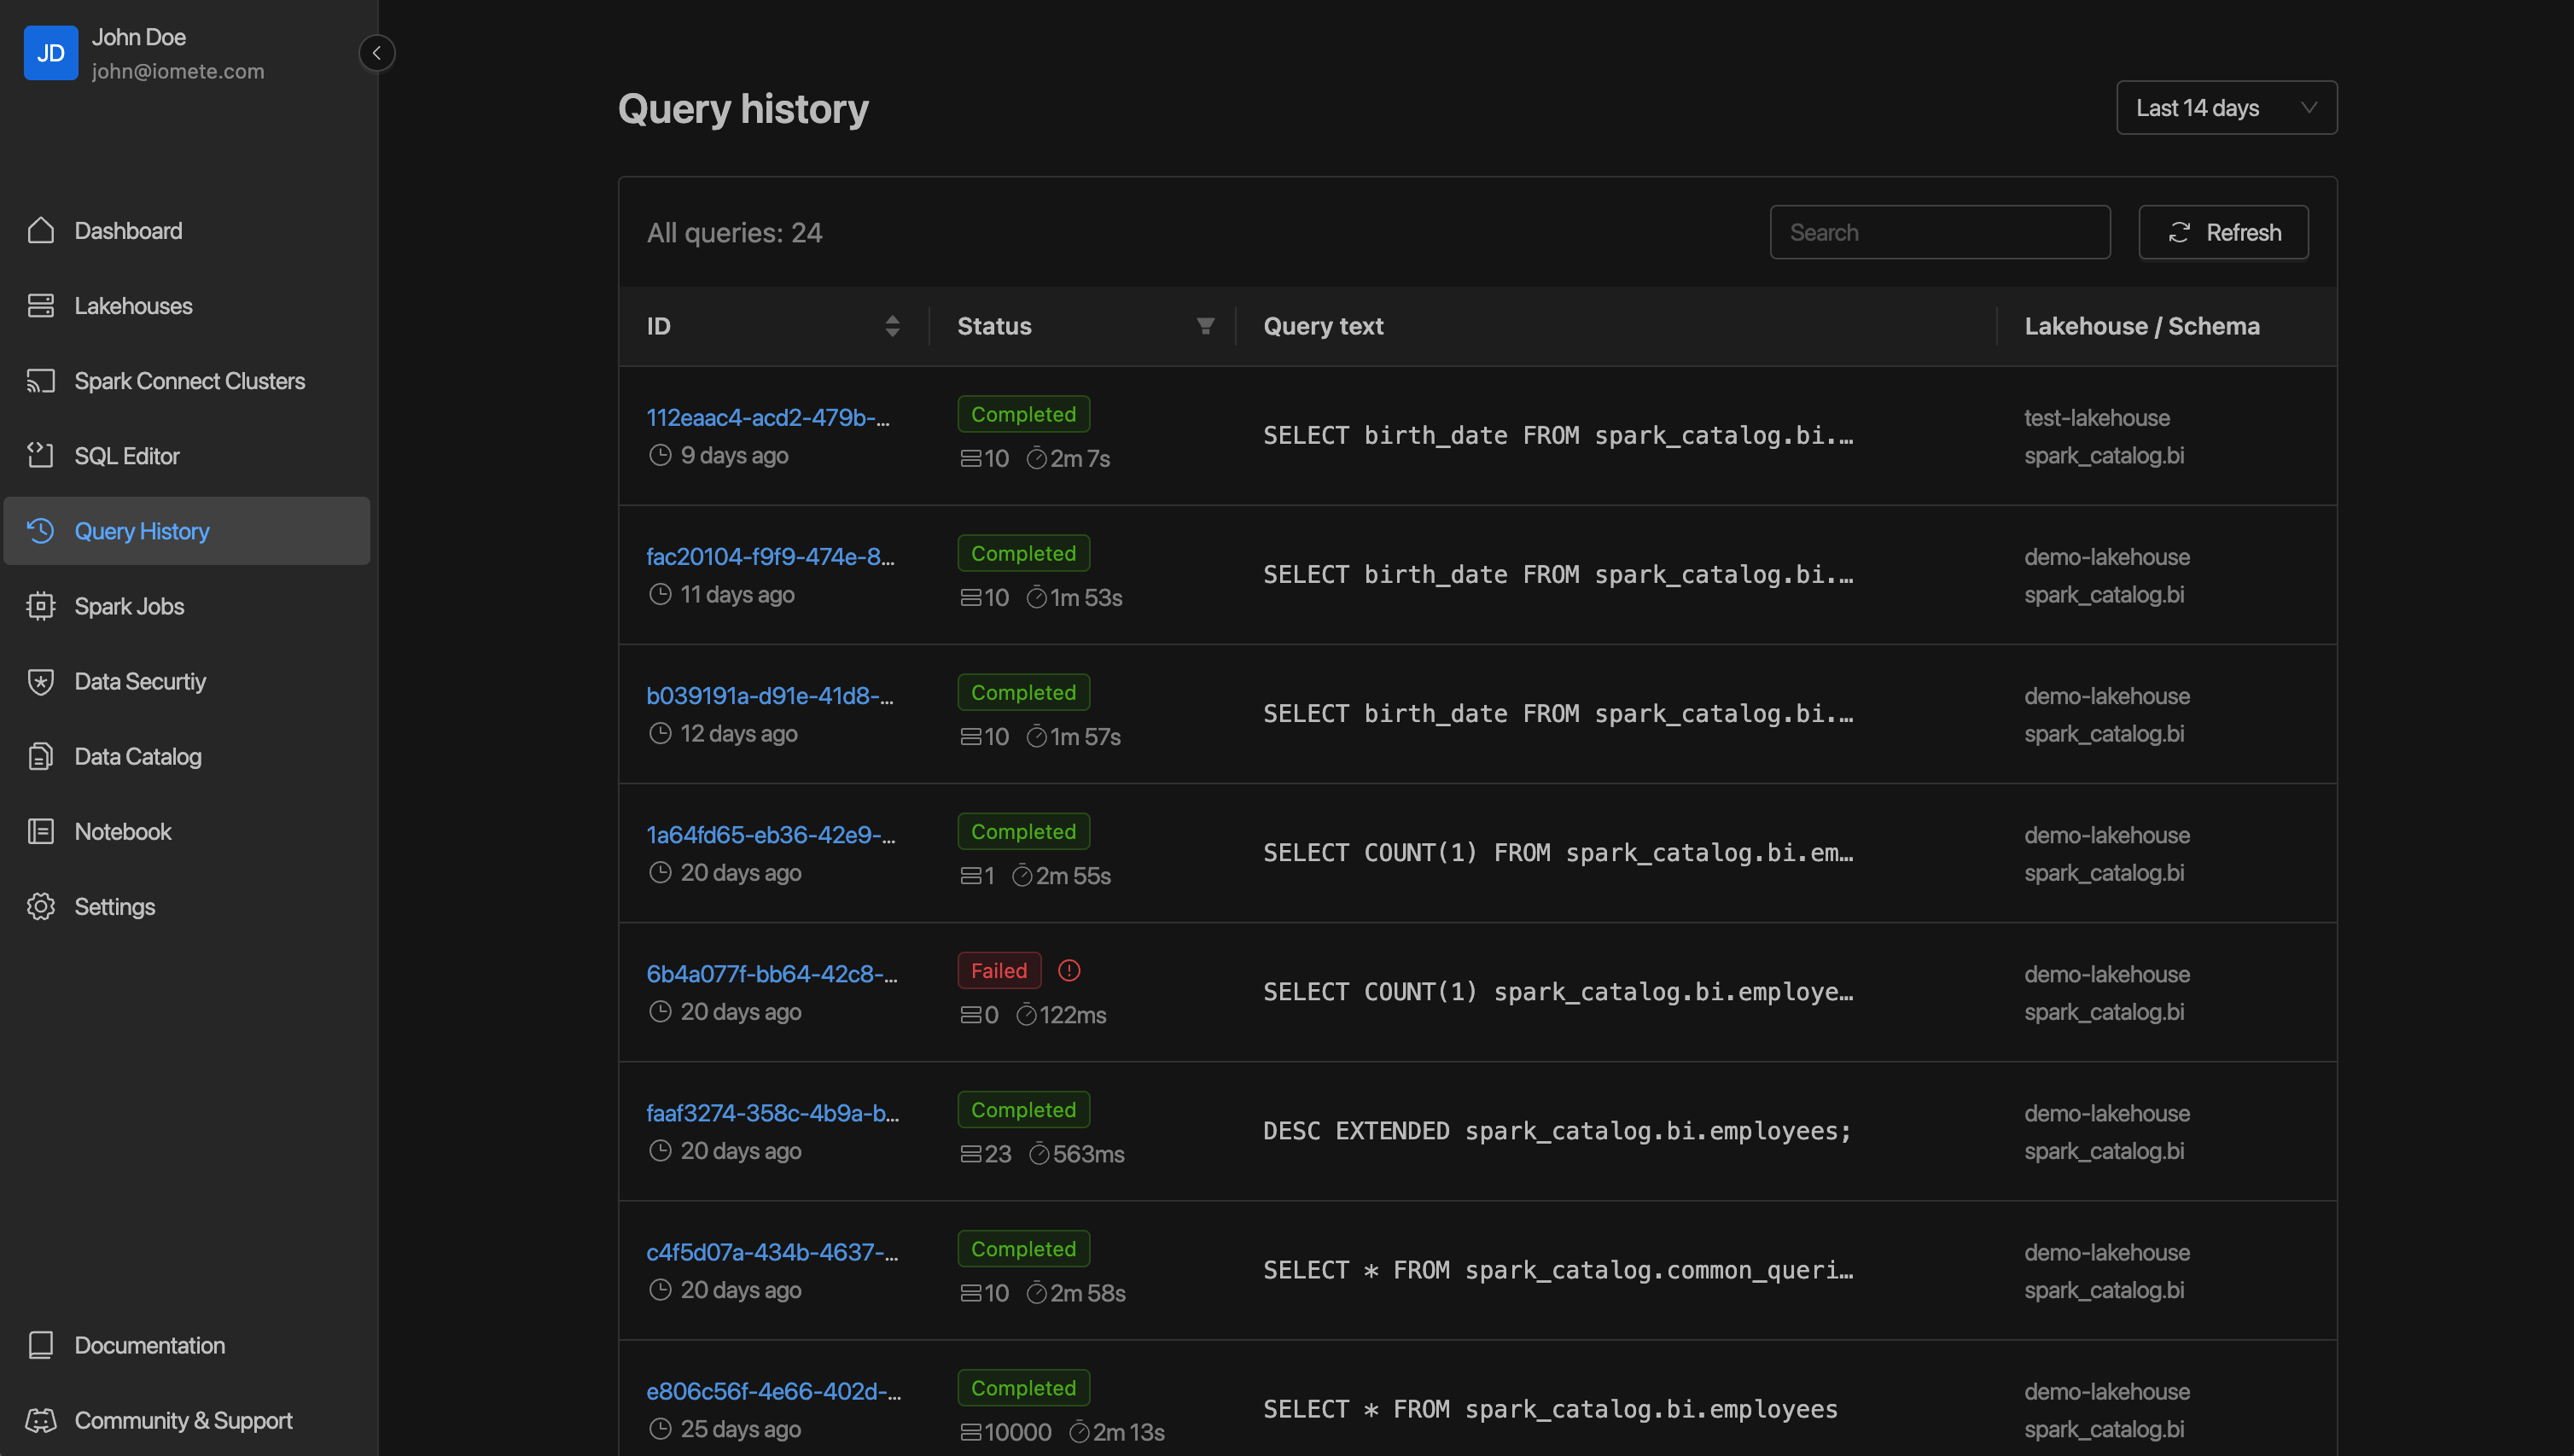 JD
John Doe
john@iomete.com
Dashboard
Lakehouses
Spark Connect Clusters
SQL Editor
Query History
Spark Jobs
Data Securtiy
Data Catalog
Notebook
Settings
Documentation
Community & Support
Query history
Last 14 days
All queries: 24
Search
Refresh
ID Status Query text Lakehouse / Schema
112eaac4-acd2-479b-...
9 days ago
Completed
10 2m 7s
SELECT birth_date FROM spark_catalog.bi.…
test-lakehouse
spark_catalog.bi
fac20104-f9f9-474e-8...
11 days ago
Completed
10 1m 53s
SELECT birth_date FROM spark_catalog.bi.…
demo-lakehouse
spark_catalog.bi
b039191a-d91e-41d8-...
12 days ago
Completed
10 1m 57s
SELECT birth_date FROM spark_catalog.bi.…
demo-lakehouse
spark_catalog.bi
1a64fd65-eb36-42e9-...
20 days ago
Completed
1 2m 55s
SELECT COUNT(1) FROM spark_catalog.bi.em…
demo-lakehouse
spark_catalog.bi
6b4a077f-bb64-42c8-...
20 days ago
Failed
0 122ms
SELECT COUNT(1) spark_catalog.bi.employe…
demo-lakehouse
spark_catalog.bi
faaf3274-358c-4b9a-b...
20 days ago
Completed
23 563ms
DESC EXTENDED spark_catalog.bi.employees;
demo-lakehouse
spark_catalog.bi
c4f5d07a-434b-4637-...
20 days ago
Completed
10 2m 58s
SELECT * FROM spark_catalog.common_queri…
demo-lakehouse
spark_catalog.bi
e806c56f-4e66-402d-...
25 days ago
Completed
10000 2m 13s
SELECT * FROM spark_catalog.bi.employees
demo-lakehouse
spark_catalog.bi